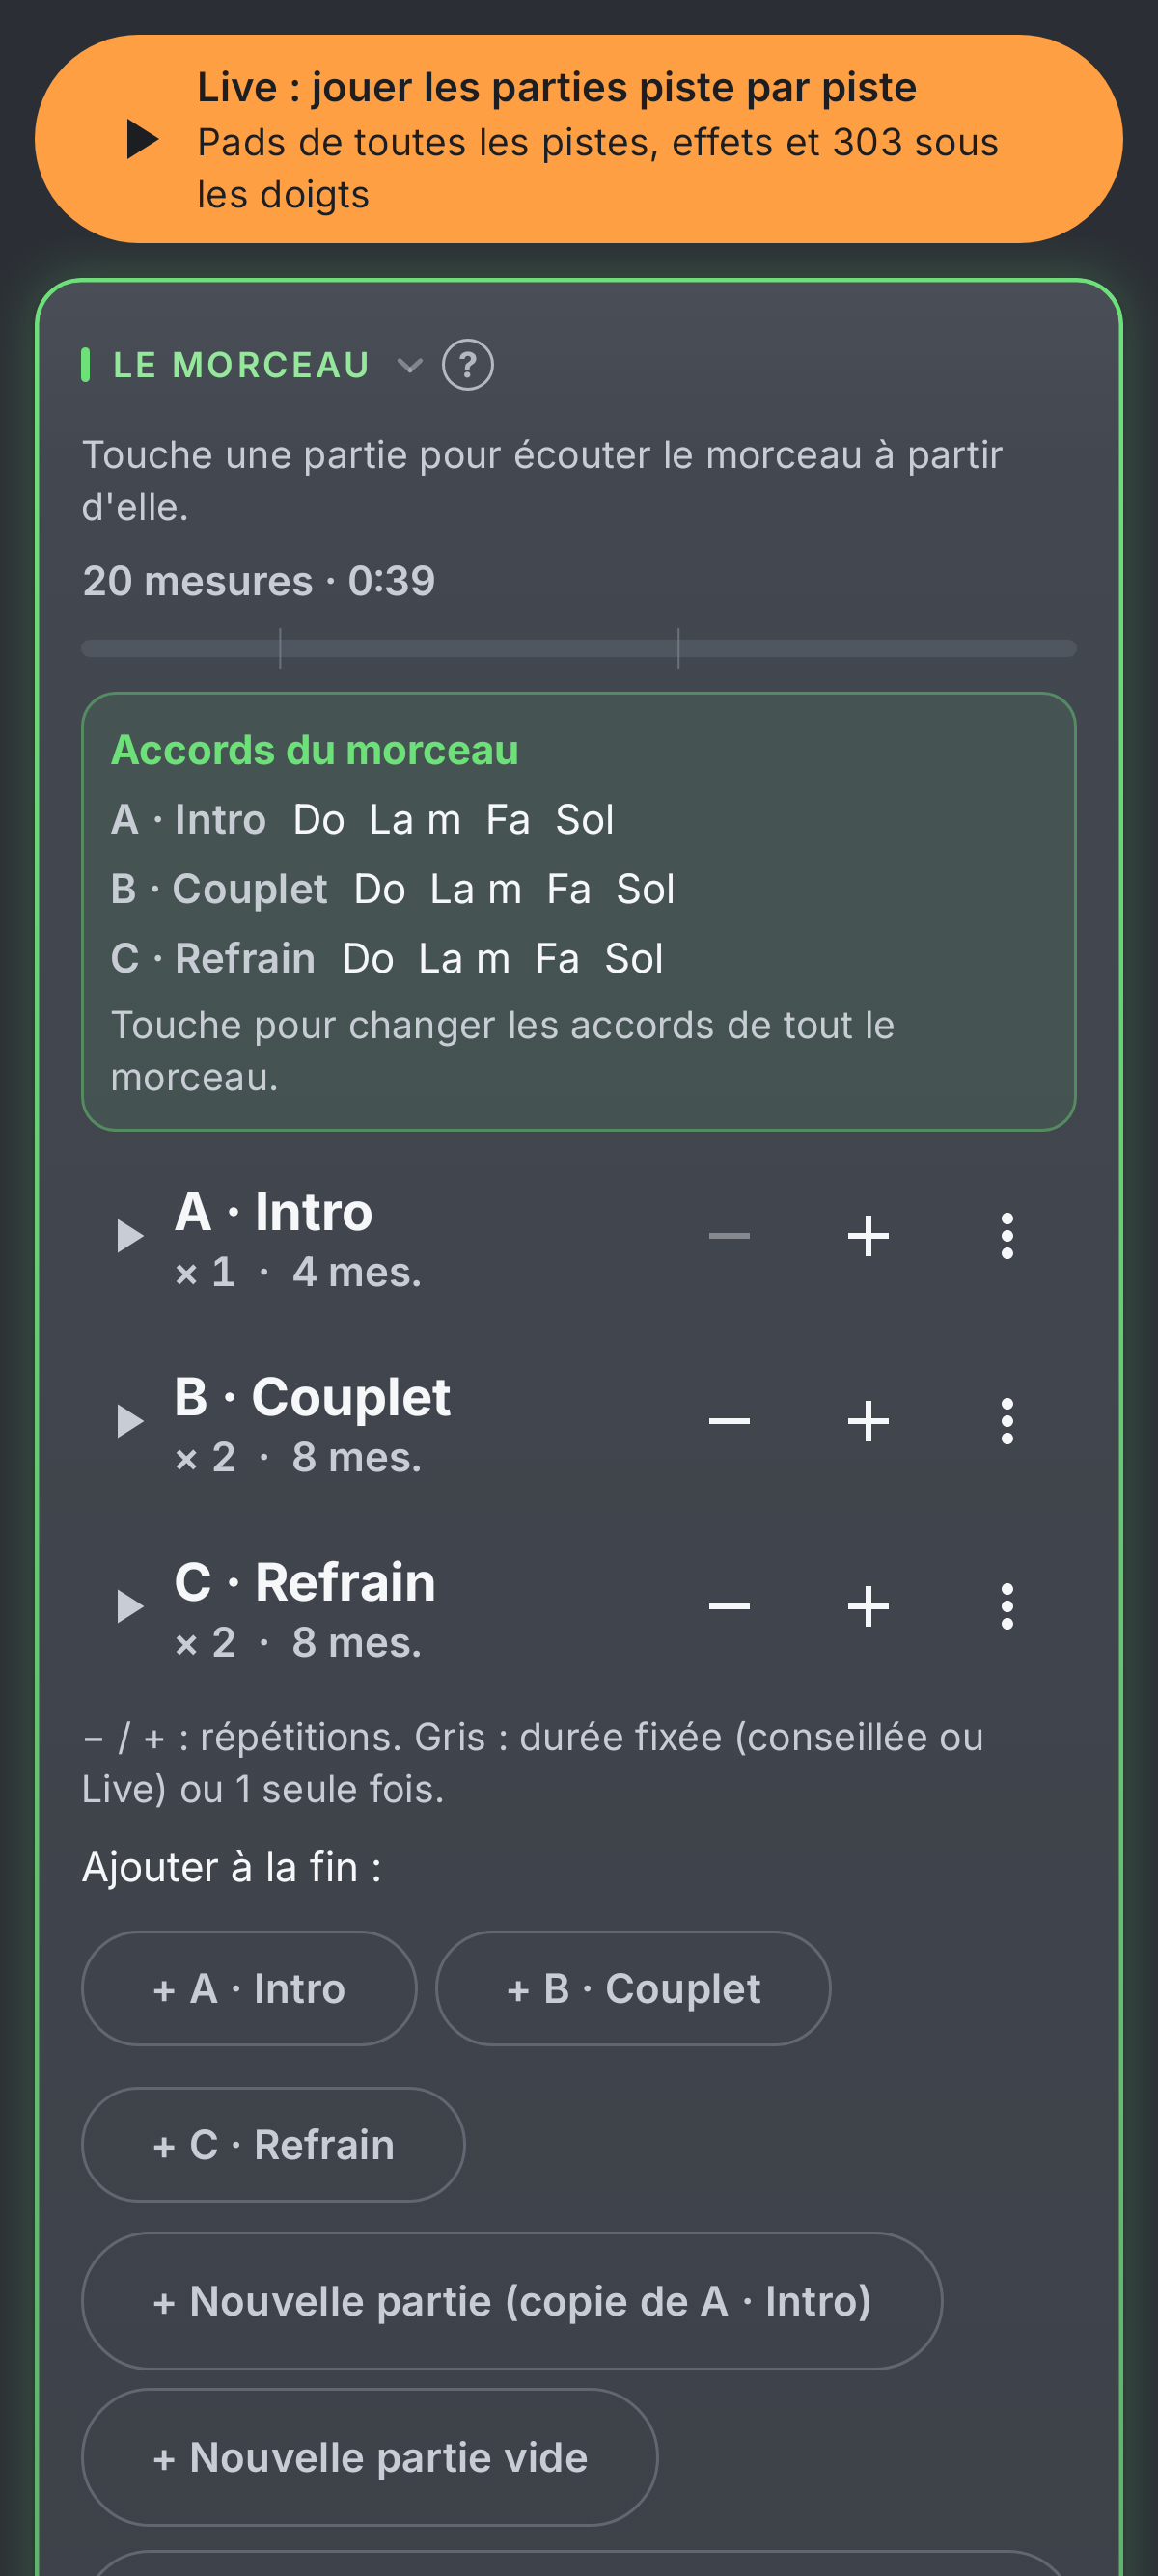 Live : jouer les parties piste par piste
Pads de toutes les pistes, effets et 303 sous
les doigts
LE MORCEAU ?
Touche une partie pour écouter le morceau à partir
d'elle.
20 mesures · 0:39
Accords du morceau
A · Intro Do La m Fa Sol
B · Couplet Do La m Fa Sol
C · Refrain Do La m Fa Sol
Touche pour changer les accords de tout le
morceau.
A · Intro
× 1 · 4 mes.
B · Couplet
× 2 · 8 mes.
C · Refrain
× 2 · 8 mes.
− / + : répétitions. Gris : durée fixée (conseillée ou
Live) ou 1 seule fois.
Ajouter à la fin :
+ A · Intro
+ B · Couplet
+ C · Refrain
+ Nouvelle partie (copie de A · Intro)
+ Nouvelle partie vide